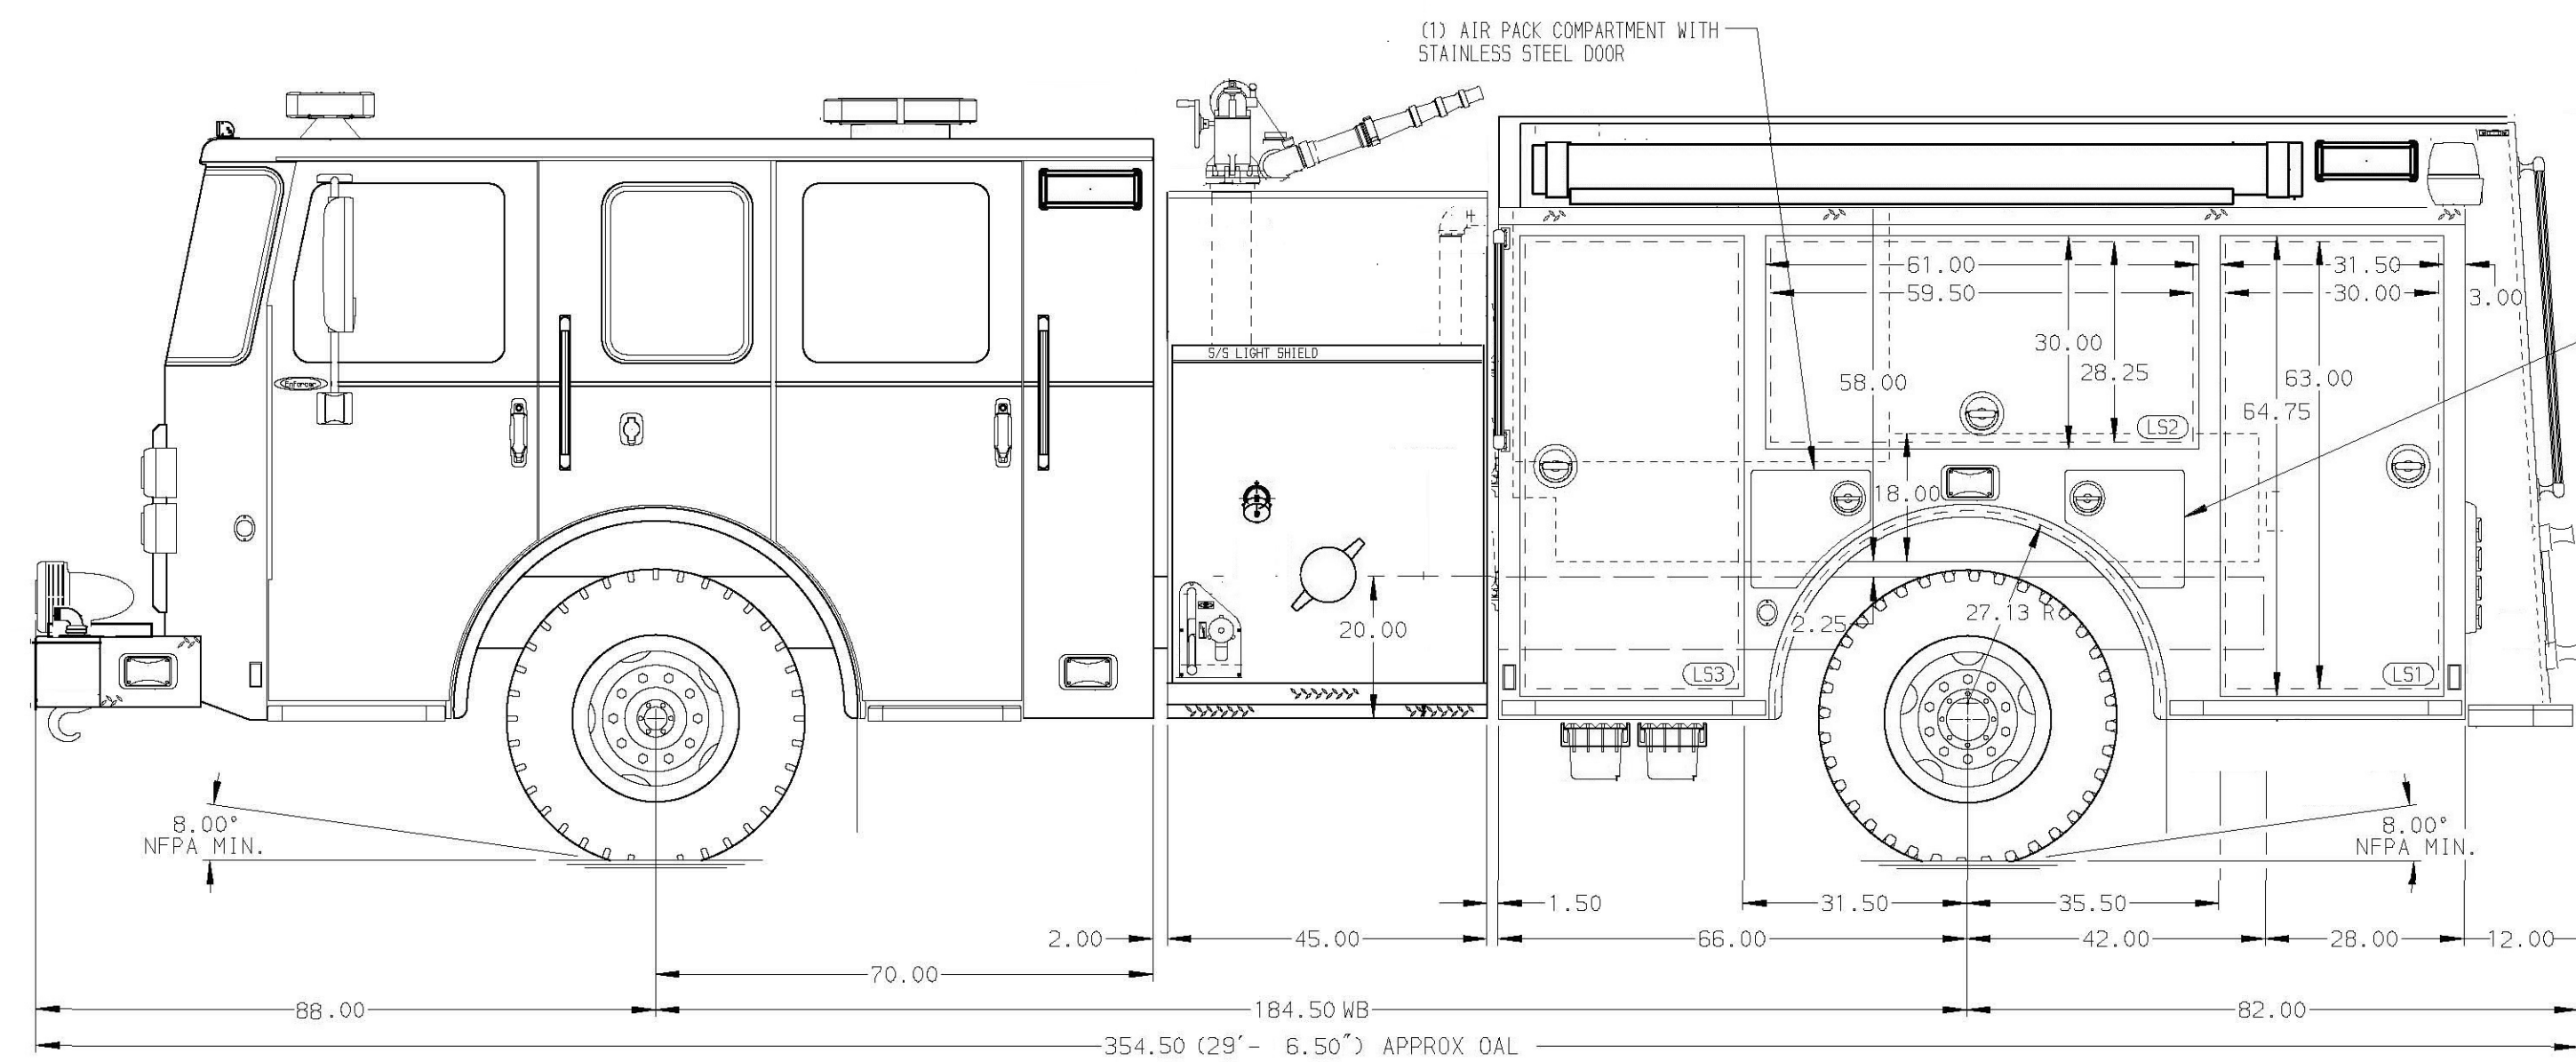 (1) AIR PACK COMPARTMENT WITH
STAINLESS STEEL DOOR
61.00
31.50
59.50
30.00
3.00
30.00
28.25
58.00
63.00
64.75
S/S LIGHT SHIELD
Enforcer
LS2
18.00
27.13 R
2.25
20.00
LS3
LS1
8.00°
NFPA MIN.
8.00°
NFPA MIN.
1.50
31.50
35.50
2.00
45.00
66.00
42.00
28.00
12.00
70.00
88.00
184.50 WB
82.00
354.50 (29'- 6.50") APPROX OAL